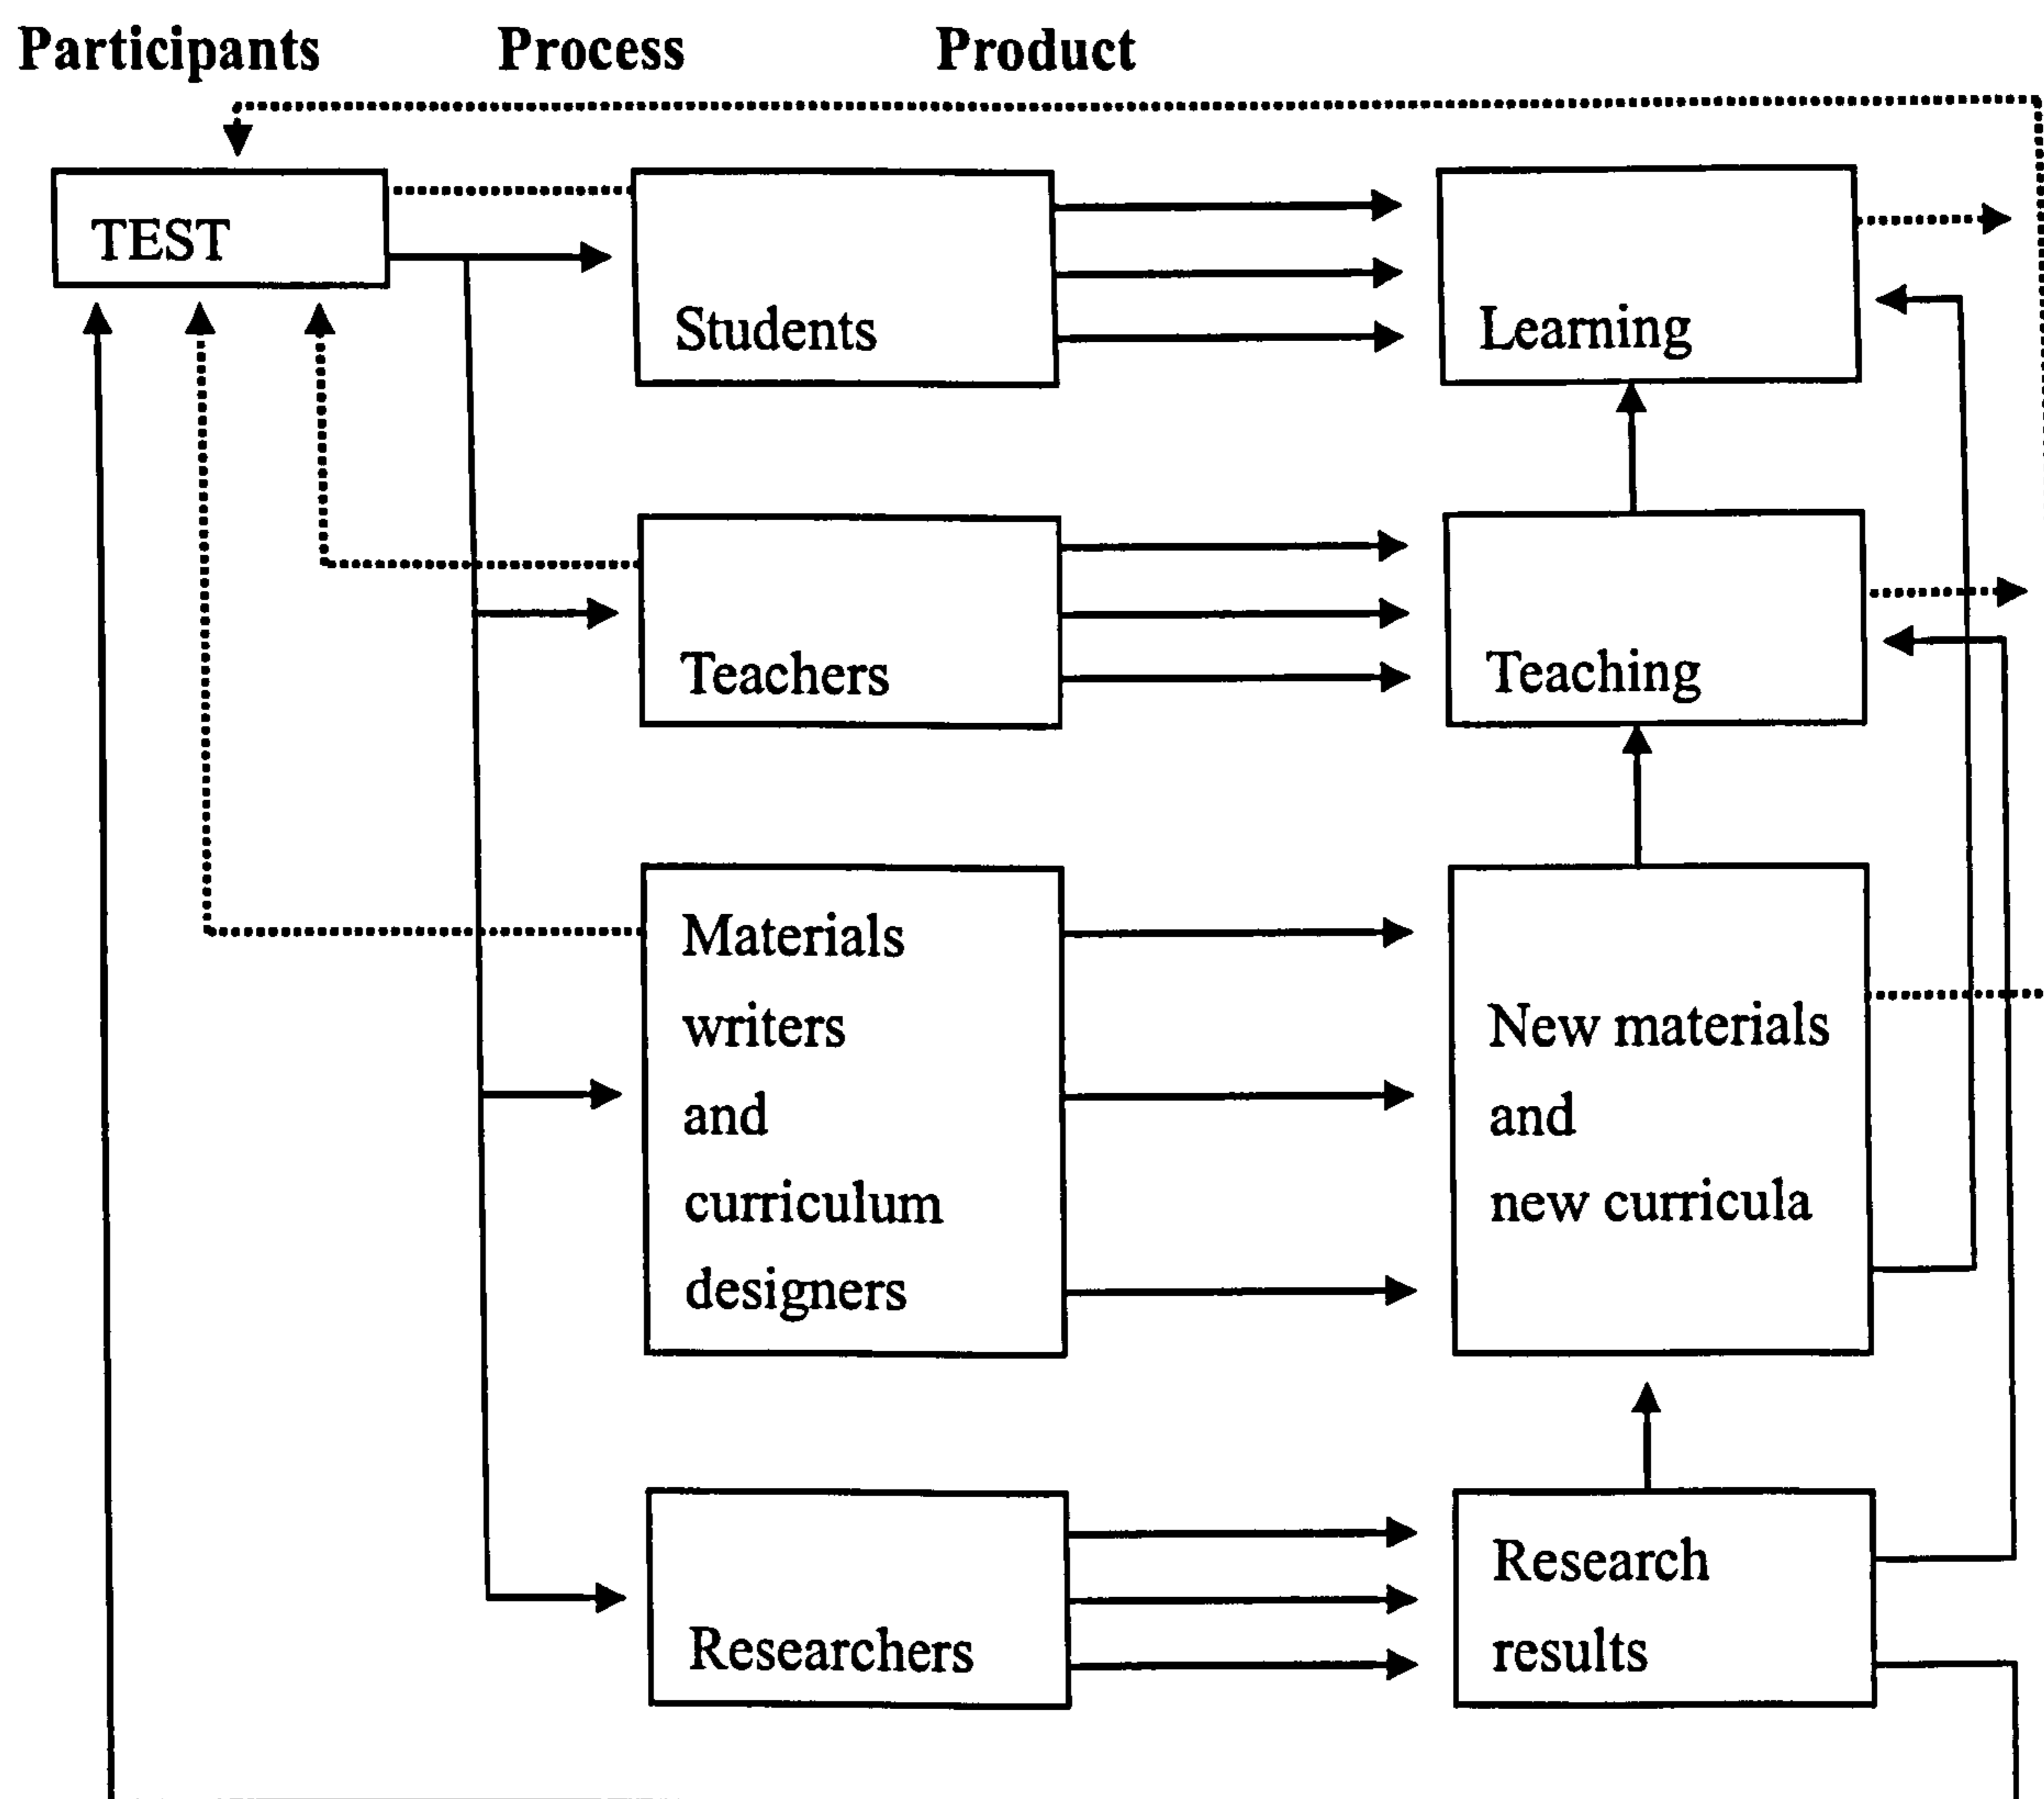 Participants Process Product
TEST
Students
Learning
Teachers
Teaching
Materials
writers
and
curriculum
designers
New materials
and
new curricula
Researchers
Research
results